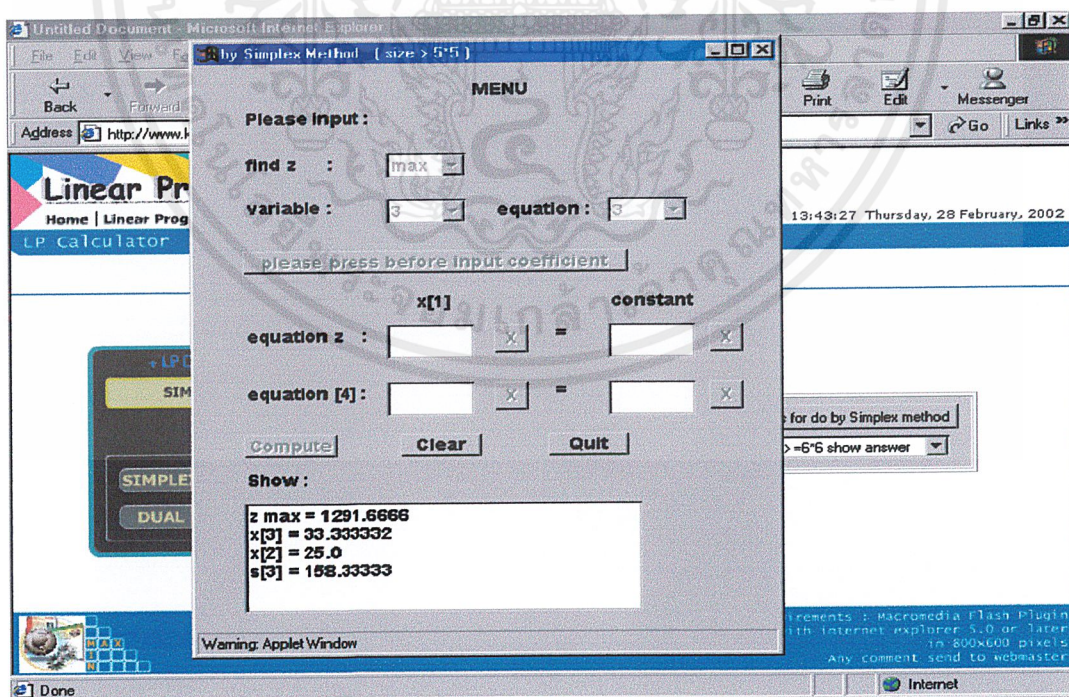 Untitled Document - Microsoft Internet Explorer
File Edit View
Back Forward Print Edit Messenger
Address http://www.k Go Links »
Linear Pr
Home | Linear Prog
13:43:27 Thursday, 28 February, 2002
LP Calculator
by Simplex Method ( size > 5*5 )
MENU
Please input :
find z : max
variable : 3 equation : 3
please press before input coefficient
x[1] constant
equation z : X = X
equation [4] : X = X
Compute Clear Quit
Show :
z max = 1291.6666
x[3] = 33.333332
x[2] = 25.0
s[3] = 158.33333
Warning: Applet Window
SIM
SIMPLE
DUAL
for do by Simplex method
> =6*6 show answer
MAX
MIN
irements : Macromedia Flash Plugin
ith internet explorer 5.0 or later
in 800x600 pixels
Any comment send to webmaster
Done Internet